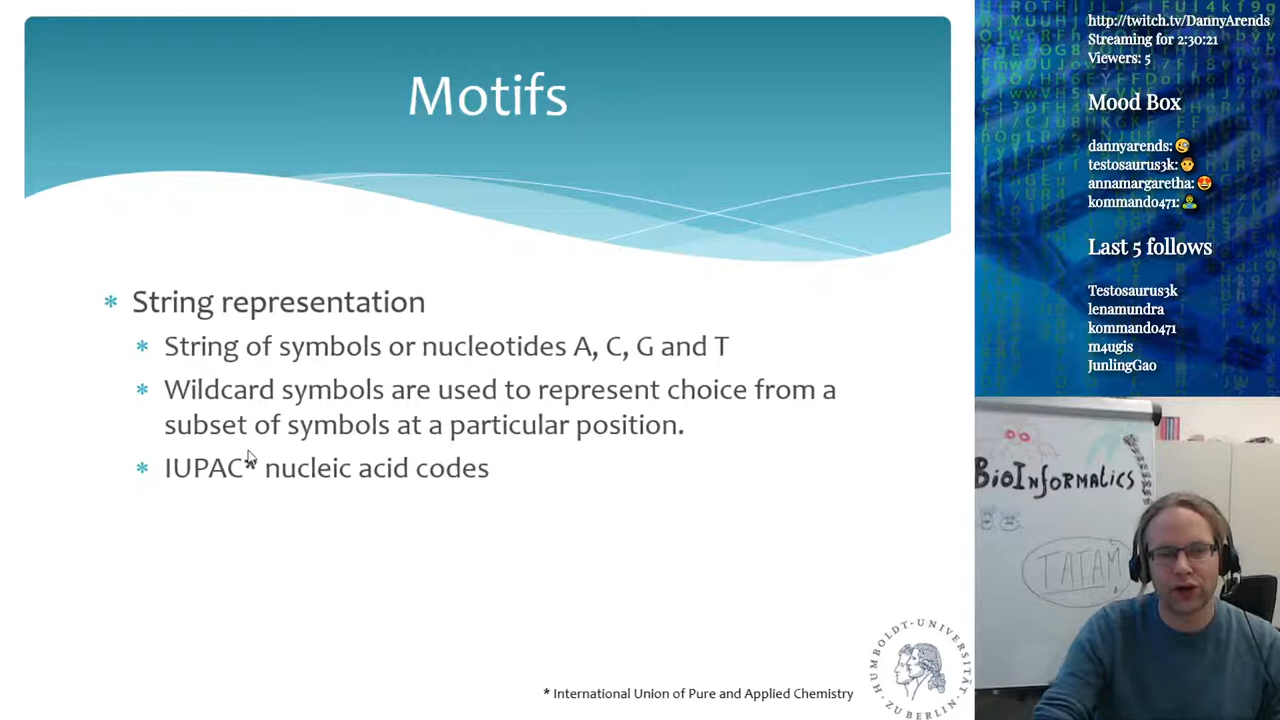 Motifs
* String representation
* String of symbols or nucleotides A, C, G and T
* Wildcard symbols are used to represent choice from a
subset of symbols at a particular position.
* IUPAC* nucleic acid codes
* International Union of Pure and Applied Chemistry
HUMBOLDT-UNIVERSITÄT
ZU BERLIN
http://twitch.tv/DannyArends
Streaming for 2:30:21
Viewers: 5
Mood Box
dannyarends:
testosaurus3k:
annamargaretha:
kommando471:
Last 5 follows
Testosaurus3k
lenamundra
kommando471
m4ugis
JunlingGao
BioInformatics
TATAM